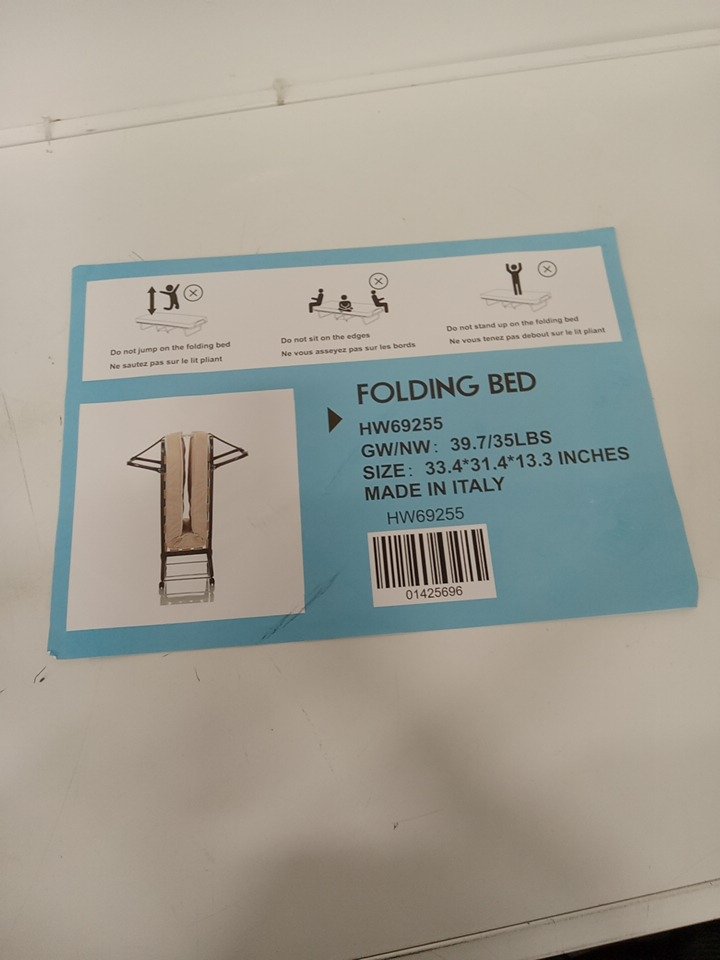 Do not jump on the folding bed
Ne sautez pas sur le lit pliant
Do not sit on the edges
Ne vous asseyez pas sur les bords
Do not stand up on the folding bed
Ne vous tenez pas debout sur le lit pliant
FOLDING BED
HW69255
GW/NW: 39.7/35LBS
SIZE: 33.4*31.4*13.3 INCHES
MADE IN ITALY
HW69255
01425696